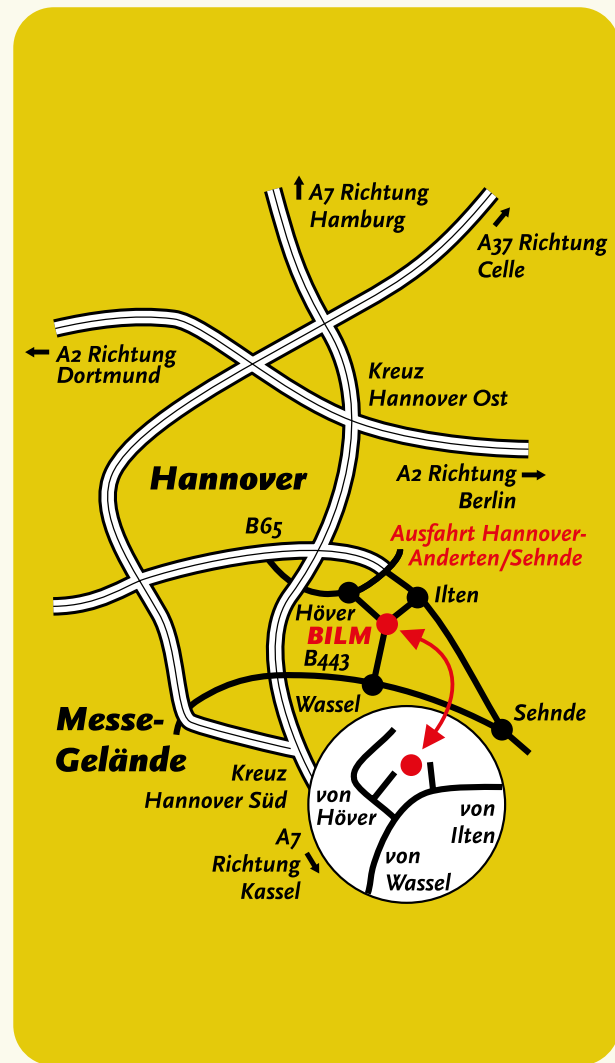 A7 Richtung
Hamburg
A37 Richtung
Celle
A2 Richtung
Dortmund
Kreuz
Hannover Ost
Hannover
A2 Richtung
Berlin
B65
Ausfahrt Hannover-
Anderten/Sehnde
Ilten
Höver
BILM
B443
Wassel
Sehnde
Messe-
Gelände
Kreuz
Hannover Süd
von
Höver
von
Ilten
von
Wassel
A7
Richtung
Kassel